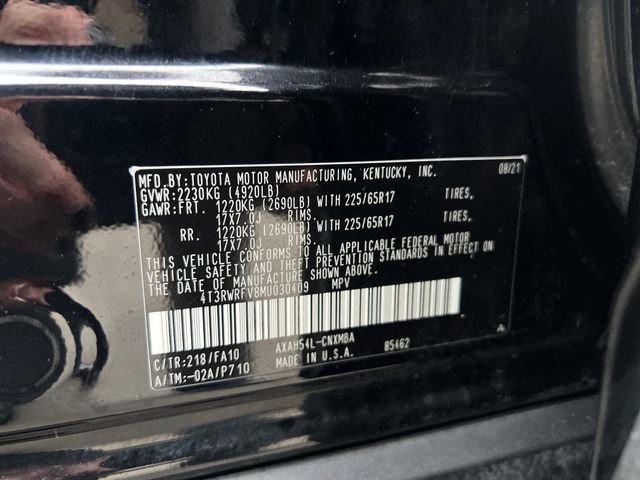 MFD.BY:TOYOTA MOTOR MANUFACTURING, KENTUCKY, INC. 08/21
GVWR:2230KG (4920LB)
GAWR:FRT. 1220KG (2690LB) WITH 225/65R17 TIRES,
17X7.0J RIMS.
RR. 1220KG (2690LB) WITH 225/65R17 TIRES,
17X7.0J RIMS.
THIS VEHICLE CONFORMS TO ALL APPLICABLE FEDERAL MOTOR
VEHICLE SAFETY AND THEFT PREVENTION STANDARDS IN EFFECT ON
THE DATE OF MANUFACTURE SHOWN ABOVE.
4T3RWRFV8MU030409 MPV
C/TR:218/FA10 AXAH54L-CNXMBA A
A/TM:-02A/P710 MADE IN U.S.A. 85462